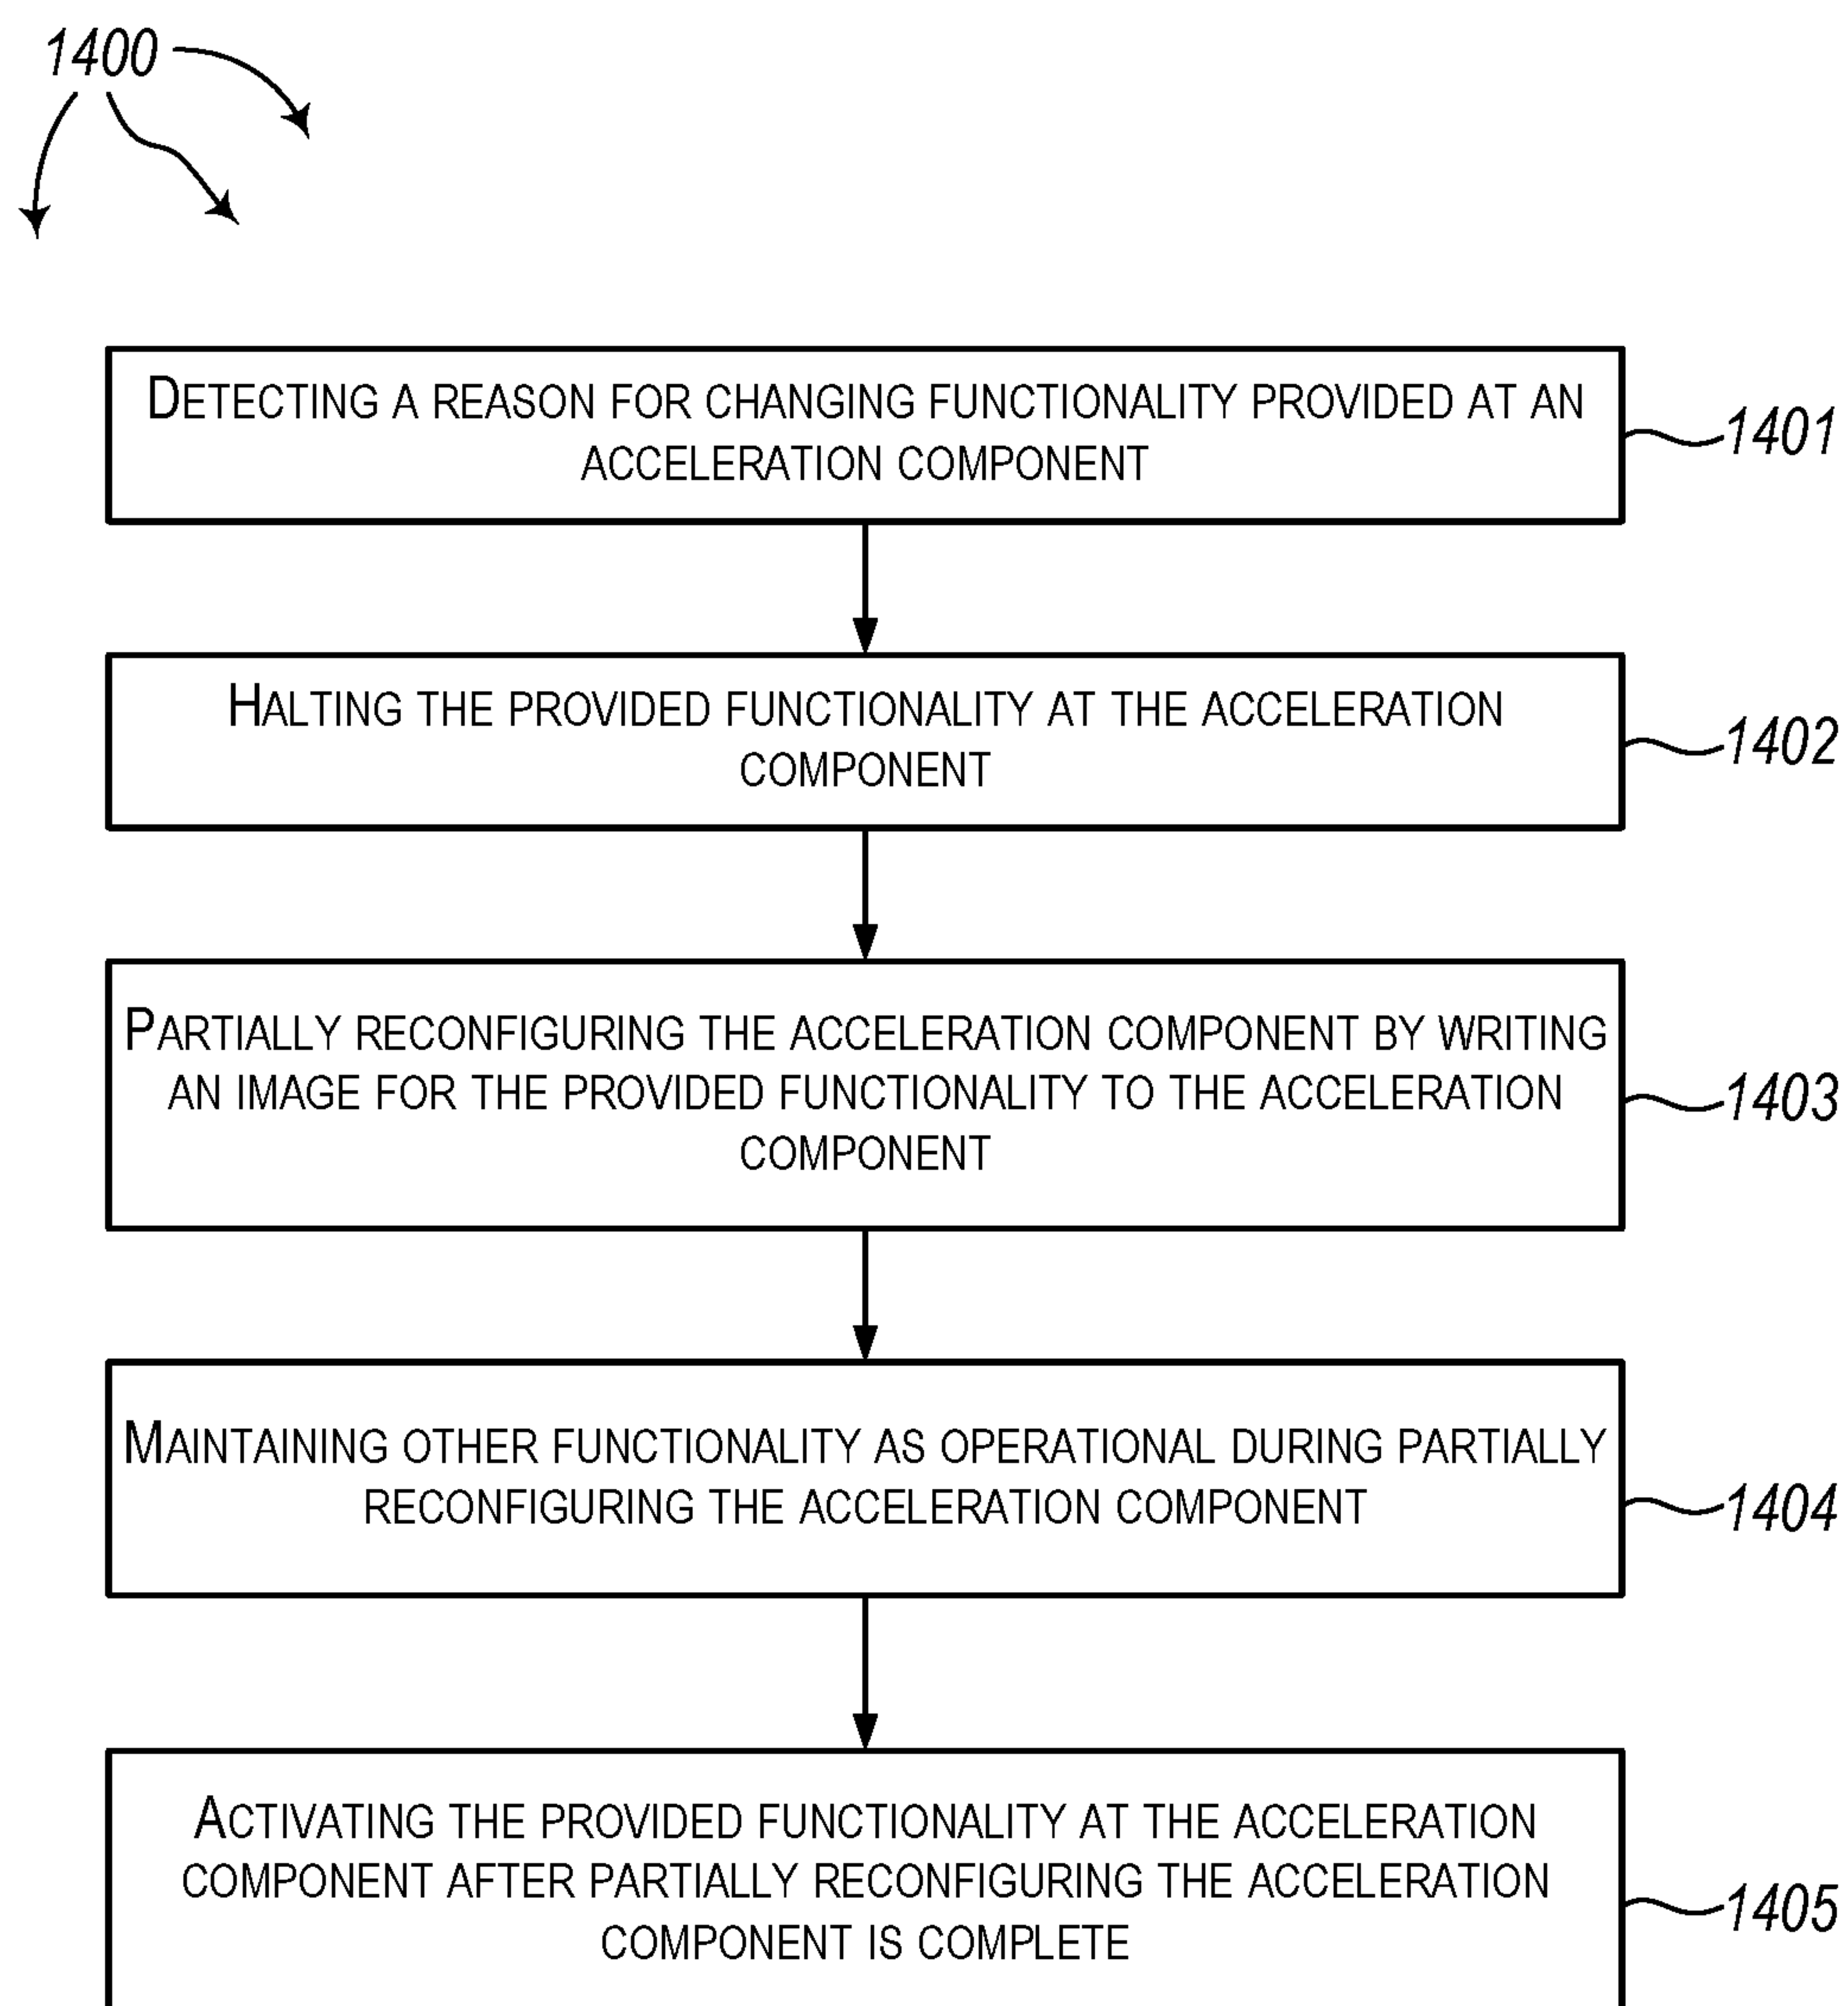 1400
DETECTING A REASON FOR CHANGING FUNCTIONALITY PROVIDED AT AN
ACCELERATION COMPONENT
1401
HALTING THE PROVIDED FUNCTIONALITY AT THE ACCELERATION
COMPONENT
1402
PARTIALLY RECONFIGURING THE ACCELERATION COMPONENT BY WRITING
AN IMAGE FOR THE PROVIDED FUNCTIONALITY TO THE ACCELERATION
COMPONENT
1403
MAINTAINING OTHER FUNCTIONALITY AS OPERATIONAL DURING PARTIALLY
RECONFIGURING THE ACCELERATION COMPONENT
1404
ACTIVATING THE PROVIDED FUNCTIONALITY AT THE ACCELERATION
COMPONENT AFTER PARTIALLY RECONFIGURING THE ACCELERATION
COMPONENT IS COMPLETE
1405